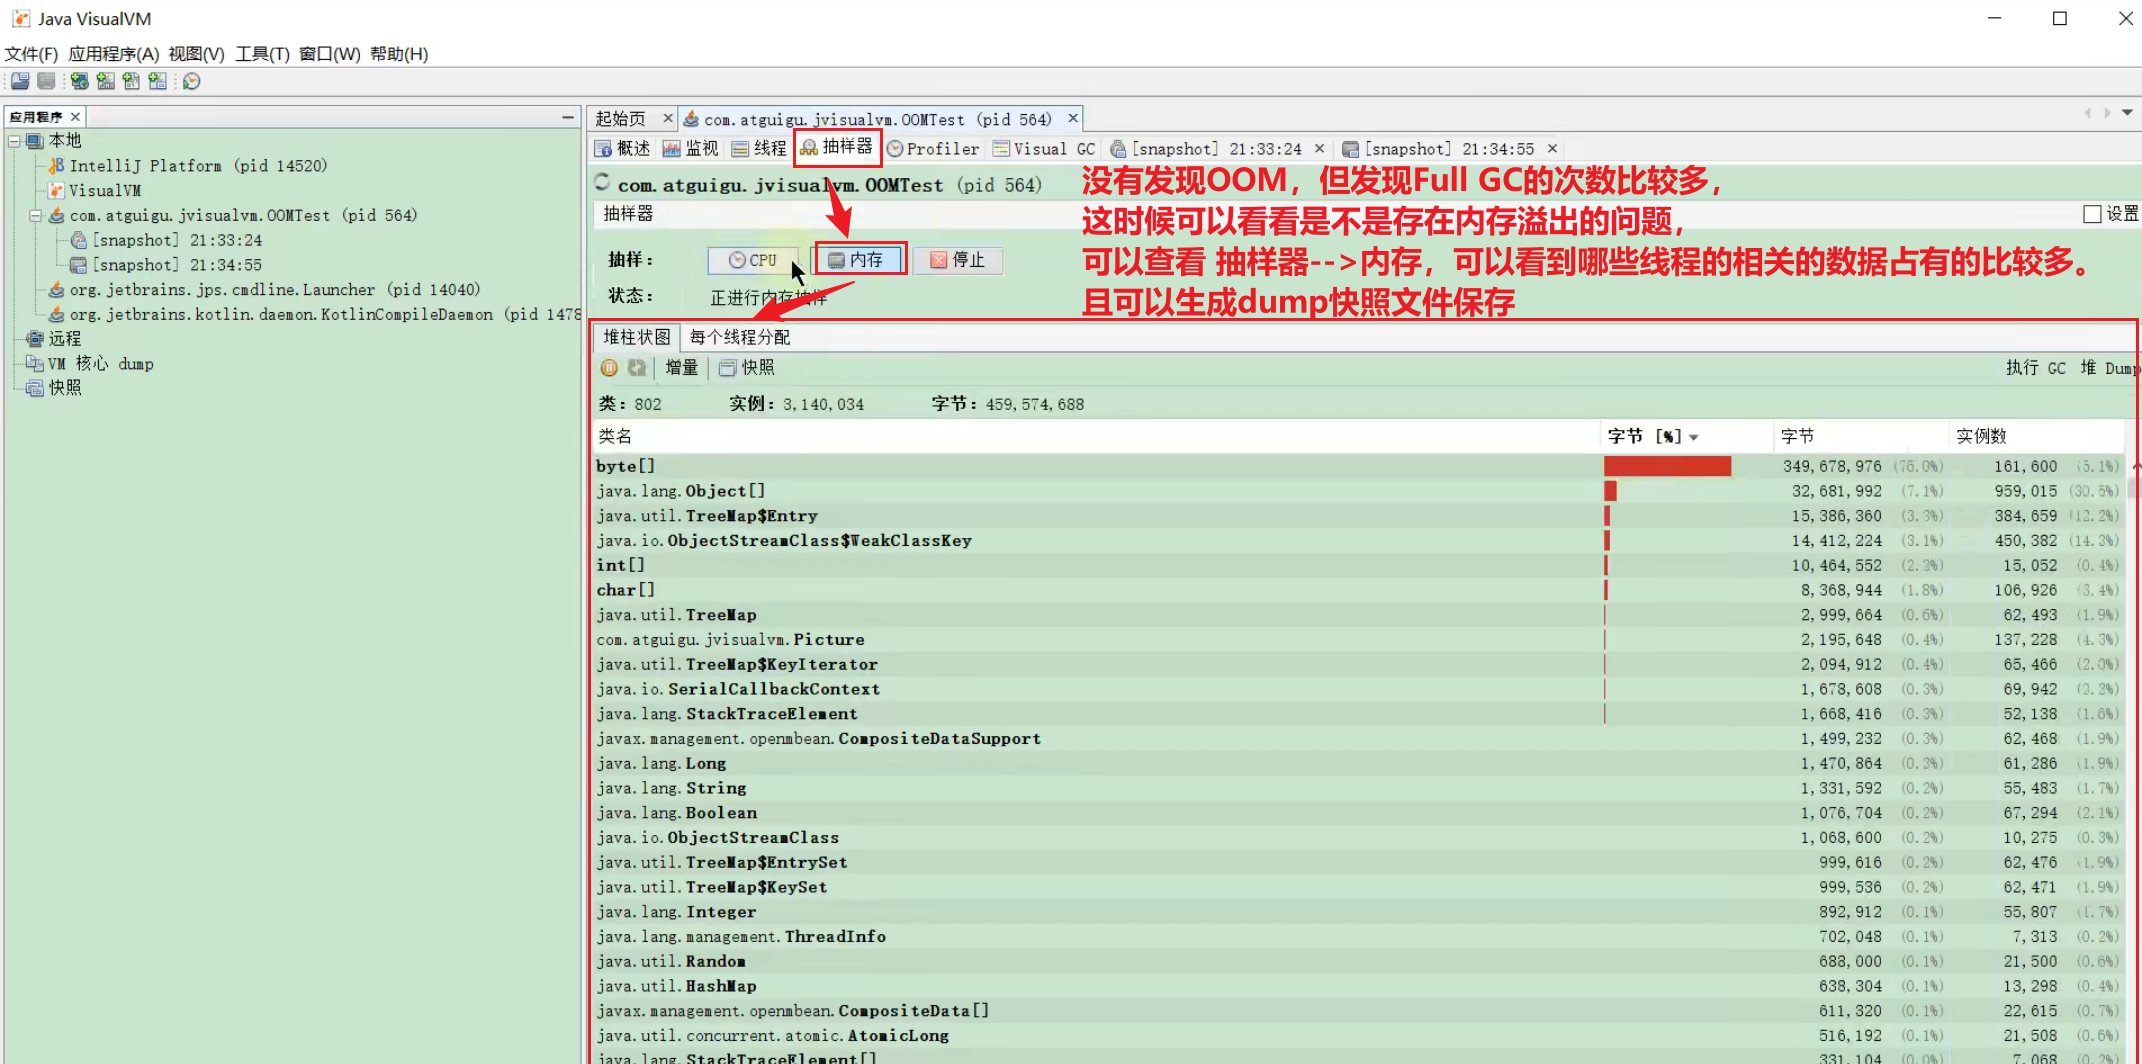 Java VisualVM
文件(F) 应用程序(A) 视图(V) 工具(T) 窗口(W) 帮助(H)
应用程序
本地
IntelliJ Platform (pid 14520)
VisualVM
com.atguigu.jvisualvm.OOMTest (pid 564)
[snapshot] 21:33:24
[snapshot] 21:34:55
org.jetbrains.jps.cmdline.Launcher (pid 14040)
org.jetbrains.kotlin.daemon.KotlinCompileDaemon (pid 1478
远程
VM 核心 dump
快照
起始页 com.atguigu.jvisualvm.OOMTest (pid 564)
概述 监视 线程 抽样器 Profiler Visual GC [snapshot] 21:33:24 [snapshot] 21:34:55
com.atguigu.jvisualvm.OOMTest (pid 564)
没有发现OOM，但发现Full GC的次数比较多，
这时候可以看看是不是存在内存溢出的问题，
可以查看 抽样器-->内存，可以看到哪些线程的相关的数据占有的比较多。
且可以生成dump快照文件保存
抽样器 设置
抽样： CPU 内存 停止
状态： 正进行内存抽样
堆柱状图 每个线程分配
增量 快照 执行 GC 堆 Dump
类：802 实例：3,140,034 字节：459,574,688
类名 字节 [%] 字节 实例数
byte[] 349,678,976 (76.0%) 161,600 (5.1%)
java.lang.Object[] 32,681,992 (7.1%) 959,015 (30.5%)
java.util.TreeMap$Entry 15,386,360 (3.3%) 384,659 (12.2%)
java.io.ObjectStreamClass$WeakClassKey 14,412,224 (3.1%) 450,382 (14.3%)
int[] 10,464,552 (2.2%) 15,052 (0.4%)
char[] 8,368,944 (1.8%) 106,926 (3.4%)
java.util.TreeMap 2,999,664 (0.6%) 62,493 (1.9%)
com.atguigu.jvisualvm.Picture 2,195,648 (0.4%) 137,228 (4.3%)
java.util.TreeMap$KeyIterator 2,094,912 (0.4%) 65,466 (2.0%)
java.io.SerialCallbackContext 1,678,608 (0.3%) 69,942 (2.2%)
java.lang.StackTraceElement 1,668,416 (0.3%) 52,138 (1.6%)
javax.management.openmbean.CompositeDataSupport 1,499,232 (0.3%) 62,468 (1.9%)
java.lang.Long 1,470,864 (0.3%) 61,286 (1.9%)
java.lang.String 1,331,592 (0.2%) 55,483 (1.7%)
java.lang.Boolean 1,076,704 (0.2%) 67,294 (2.1%)
java.io.ObjectStreamClass 1,068,600 (0.2%) 10,275 (0.3%)
java.util.TreeMap$EntrySet 999,616 (0.2%) 62,476 (1.9%)
java.util.TreeMap$KeySet 999,536 (0.2%) 62,471 (1.9%)
java.lang.Integer 892,912 (0.1%) 55,807 (1.7%)
java.lang.management.ThreadInfo 702,048 (0.1%) 7,313 (0.2%)
java.util.Random 688,000 (0.1%) 21,500 (0.6%)
java.util.HashMap 638,304 (0.1%) 13,298 (0.4%)
javax.management.openmbean.CompositeData[] 611,320 (0.1%) 22,615 (0.7%)
java.util.concurrent.atomic.AtomicLong 516,192 (0.1%) 21,508 (0.6%)
java.lang.StackTraceElement[] 331,104 (0.0%) 7,068 (0.2%)